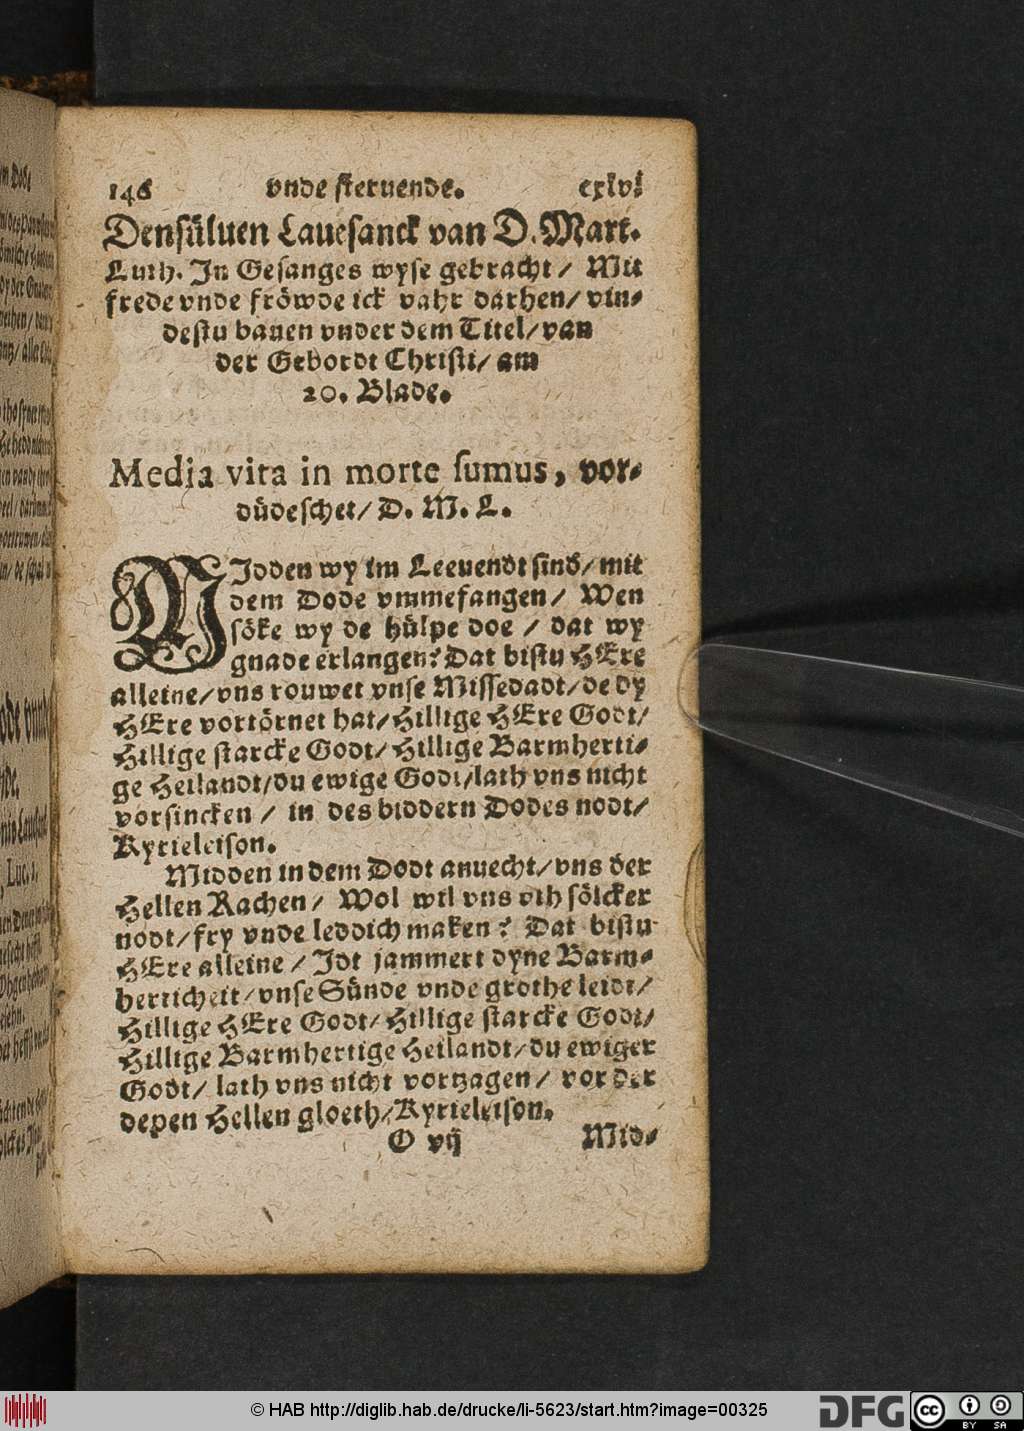 146 vnde steruende. cxlvi
Densüluen Lauesanck van D. Mart.
Luth. In Gesanges wyse gebracht / Mit
frede vnde fröwde ick vahr darhen / vin⸗
destu bauen vnder dem Titel / van
der Gebordt Christi / am
20. Blade.
Media vita in morte sumus, vor⸗
düdeschet / D. M. L.
MIdden wy im Leeuendt sind / mit
dem Dode vmmefangen / Wen
söke wy de hülpe doe / dat wy
gnade erlangen? Dat bistu HEre
alleine / vns rouwet vnse Missedadt / de dy
HEre vortörnet hat / Hillige HEre Godt /
Hillige starcke Godt / Hillige Barmherti⸗
ge Heilandt / du ewige Godt / lath vns nicht
vorsincken / in des biddern Dodes nodt /
Kyrieleison.
Midden in dem Dodt anuecht / vns der
Hellen Rachen / Wol wil vns vth sölcker
nodt / fry vnde leddich maken? Dat bistu
HEre alleine / Idt jammert dyne Barm⸗
herticheit / vnse Sünde vnde grothe leidt /
Hillige HEre Godt / Hillige starcke Godt /
Hillige Barmhertige Heilandt / du ewiger
Godt / lath vns nicht vortzagen / vor der
depen Hellen gloeth / Kyrieleison.
O vij Mid⸗
© HAB http://diglib.hab.de/drucke/li-5623/start.htm?image=00325
DFG
cc BY SA